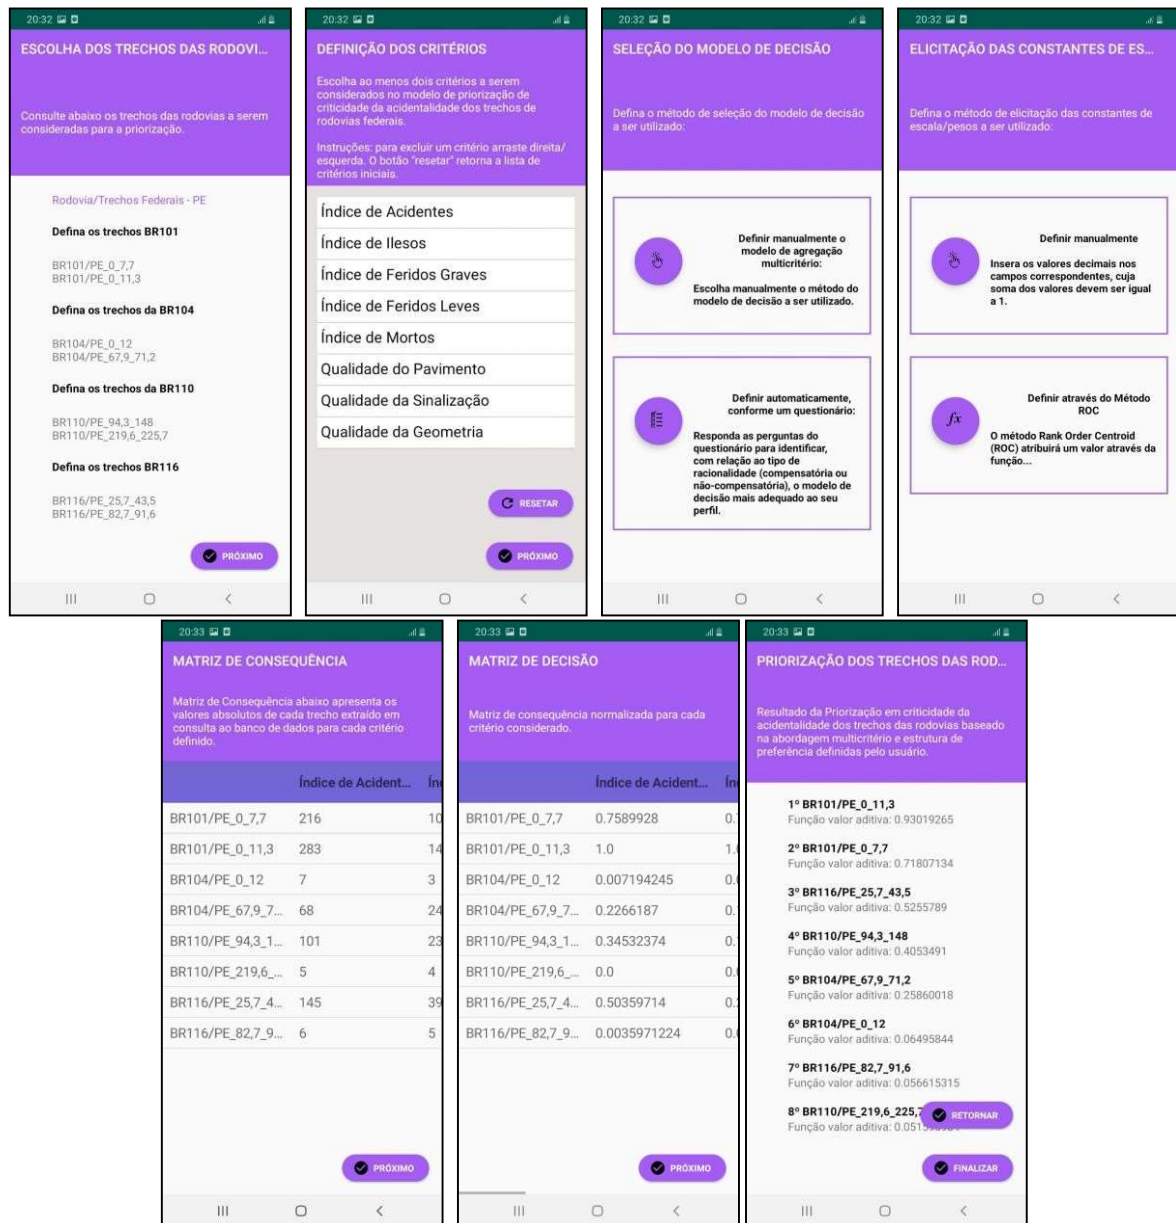 20:32
ESCOLHA DOS TRECHOS DAS RODOVI...
Consulte abaixo os trechos das rodovias a serem
consideradas para a priorização.
Rodovia/Trechos Federais - PE
Defina os trechos BR101
BR101/PE_0_7,7
BR101/PE_0_11,3
Defina os trechos da BR104
BR104/PE_0_12
BR104/PE_67,9_71,2
Defina os trechos da BR110
BR110/PE_94,3_148
BR110/PE_219,6_225,7
Defina os trechos BR116
BR116/PE_25,7_43,5
BR116/PE_82,7_91,6
PRÓXIMO
20:32
DEFINIÇÃO DOS CRITÉRIOS
Escolha ao menos dois critérios a serem
considerados no modelo de priorização de
criticidade da acidentalidade dos trechos de
rodovias federais.
Instruções: para excluir um critério arraste direita/
esquerda. O botão "resetar" retorna a lista de
critérios iniciais.
Índice de Acidentes
Índice de Ilesos
Índice de Feridos Graves
Índice de Feridos Leves
Índice de Mortos
Qualidade do Pavimento
Qualidade da Sinalização
Qualidade da Geometria
RESETAR
PRÓXIMO
20:32
SELEÇÃO DO MODELO DE DECISÃO
Defina o método de seleção do modelo de decisão
a ser utilizado:
Definir manualmente o
modelo de agregação
multicritério:
Escolha manualmente o método do
modelo de decisão a ser utilizado.
Definir automaticamente,
conforme um questionário:
Responda as perguntas do
questionário para identificar,
com relação ao tipo de
racionalidade (compensatória ou
não-compensatória), o modelo de
decisão mais adequado ao seu
perfil.
20:32
ELICITAÇÃO DAS CONSTANTES DE ES...
Defina o método de elicitação das constantes de
escala/pesos a ser utilizado:
Definir manualmente
Insera os valores decimais nos
campos correspondentes, cuja
soma dos valores devem ser igual
a 1.
fx
Definir através do Método
ROC
O método Rank Order Centroid
(ROC) atribuirá um valor através da
função...
20:33
MATRIZ DE CONSEQUÊNCIA
Matriz de Consequência abaixo apresenta os
valores absolutos de cada trecho extraído em
consulta ao banco de dados para cada critério
definido.
Índice de Acident... Ín
BR101/PE_0_7,7 216 10
BR101/PE_0_11,3 283 14
BR104/PE_0_12 7 3
BR104/PE_67,9_7... 68 24
BR110/PE_94,3_1... 101 23
BR110/PE_219,6_... 5 4
BR116/PE_25,7_4... 145 39
BR116/PE_82,7_9... 6 5
PRÓXIMO
20:33
MATRIZ DE DECISÃO
Matriz de consequência normalizada para cada
critério considerado.
Índice de Acident... Ín
BR101/PE_0_7,7 0.7589928 0.
BR101/PE_0_11,3 1.0 1.
BR104/PE_0_12 0.007194245 0.
BR104/PE_67,9_7... 0.2266187 0.
BR110/PE_94,3_1... 0.34532374 0.
BR110/PE_219,6_... 0.0 0.
BR116/PE_25,7_4... 0.50359714 0.
BR116/PE_82,7_9... 0.0035971224 0.
PRÓXIMO
20:33
PRIORIZAÇÃO DOS TRECHOS DAS ROD...
Resultado da Priorização em criticidade da
acidentalidade dos trechos das rodovias baseado
na abordagem multicritério e estrutura de
preferência definidas pelo usuário.
1º BR101/PE_0_11,3
Função valor aditiva: 0.93019265
2º BR101/PE_0_7,7
Função valor aditiva: 0.71807134
3º BR116/PE_25,7_43,5
Função valor aditiva: 0.5255789
4º BR110/PE_94,3_148
Função valor aditiva: 0.4053491
5º BR104/PE_67,9_71,2
Função valor aditiva: 0.25860018
6º BR104/PE_0_12
Função valor aditiva: 0.06495844
7º BR116/PE_82,7_91,6
Função valor aditiva: 0.056615315
8º BR110/PE_219,6_225,7
RETORNAR
Função valor aditiva: 0.051
FINALIZAR